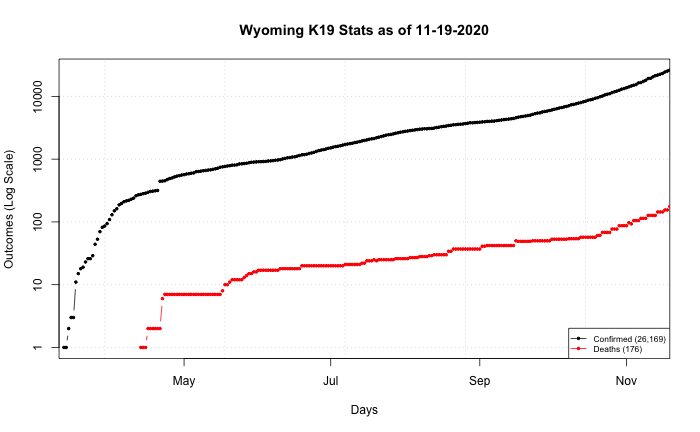 Wyoming K19 Stats as of 11-19-2020
Outcomes (Log Scale)
10000
1000
100
10
1
May
Jul
Sep
Nov
Days
Confirmed (26,169)
Deaths (176)